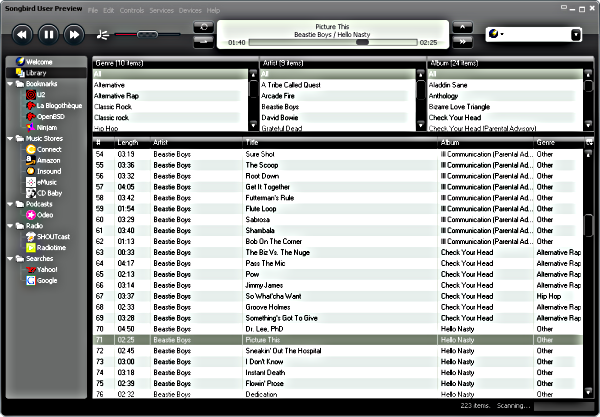 Songbird User Preview File Edit Controls Services Devices Help
Picture This
Beastie Boys / Hello Nasty
01:40 02:25
Welcome
Library
Bookmarks
U2
La Blogothèque
OpenBSD
Ninjam
Music Stores
Connect
Amazon
Insound
eMusic
CD Baby
Podcasts
Odeo
Radio
SHOUTcast
Radiotime
Searches
Yahoo!
Google
Genre (10 items)
All
Alternative
Alternative Rap
Classic Rock
Classic rock
Hip Hop
Artist (9 items)
All
A Tribe Called Quest
Arcade Fire
Beastie Boys
David Bowie
Grateful Dead
Album (24 items)
All
Aladdin Sane
Anthology
Bizarre Love Triangle
Check Your Head
Check Your Head (Parental Advisory)
# Length Artist Title Album Genre
54 03:19 Beastie Boys Sure Shot Ill Communication (Parental Ad... Other
55 03:36 Beastie Boys The Scoop Ill Communication (Parental Ad... Other
56 03:32 Beastie Boys Root Down Ill Communication (Parental Ad... Other
57 04:05 Beastie Boys Get It Together Ill Communication (Parental Ad... Other
58 03:42 Beastie Boys Futterman's Rule Ill Communication (Parental Ad... Other
59 01:54 Beastie Boys Flute Loop Ill Communication (Parental Ad... Other
60 03:29 Beastie Boys Sabrosa Ill Communication (Parental Ad... Other
61 03:40 Beastie Boys Shambala Ill Communication (Parental Ad... Other
62 01:13 Beastie Boys Bob On The Corner Ill Communication (Parental Ad... Other
63 03:00 Beastie Boys The Biz Vs. The Nuge Check Your Head Alternative Rap
64 04:17 Beastie Boys Pass The Mic Check Your Head Other
65 02:13 Beastie Boys Pow Check Your Head Other
66 03:14 Beastie Boys Jimmy James Check Your Head Alternative Rap
67 03:37 Beastie Boys So What'cha Want Check Your Head Hip Hop
68 02:33 Beastie Boys Groove Holmes Check Your Head Alternative Rap
69 03:28 Beastie Boys Something's Got To Give Check Your Head Alternative Rap
70 04:50 Beastie Boys Dr. Lee, PhD Hello Nasty Other
71 02:25 Beastie Boys Picture This Hello Nasty Other
72 02:45 Beastie Boys Sneakin' Out The Hospital Hello Nasty Other
73 03:00 Beastie Boys I Don't Know Hello Nasty Other
74 03:18 Beastie Boys Instant Death Hello Nasty Other
75 02:39 Beastie Boys Flowin' Prose Hello Nasty Other
76 02:32 Beastie Boys Dedication Hello Nasty Other
223 items. Scanning...